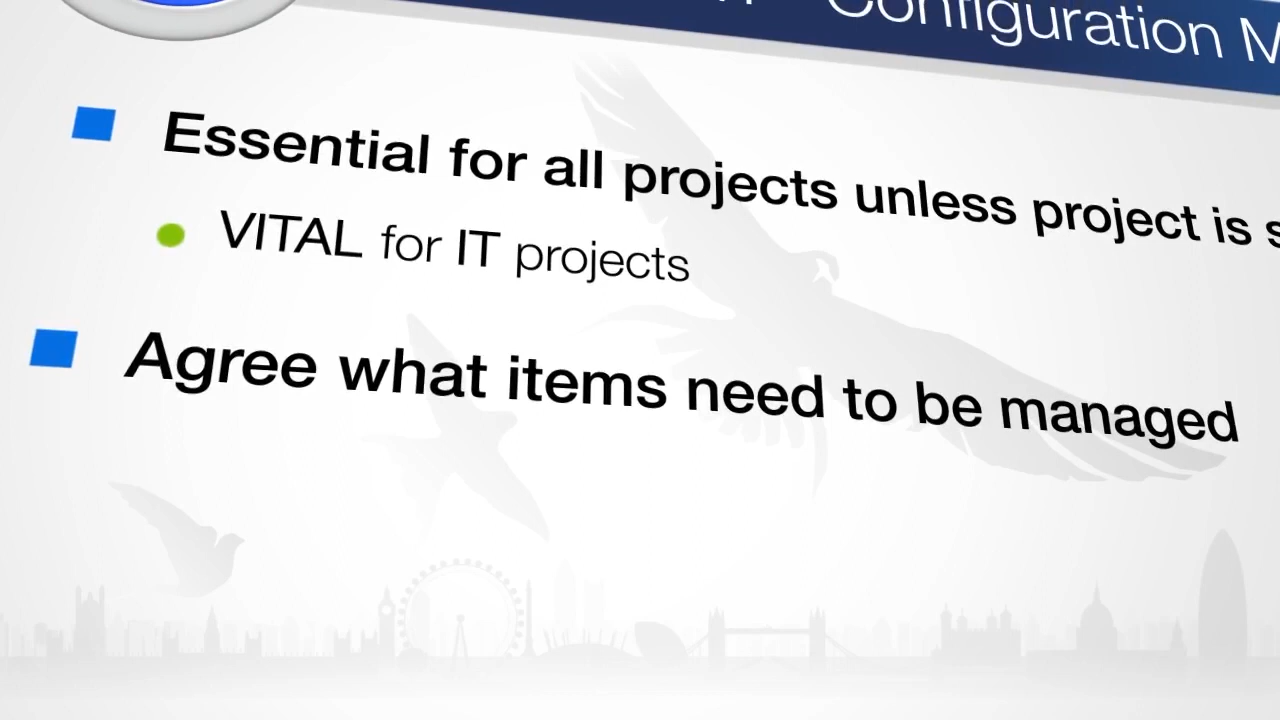 Configuration
Essential for all projects unless project is
VITAL for IT projects
Agree what items need to be managed